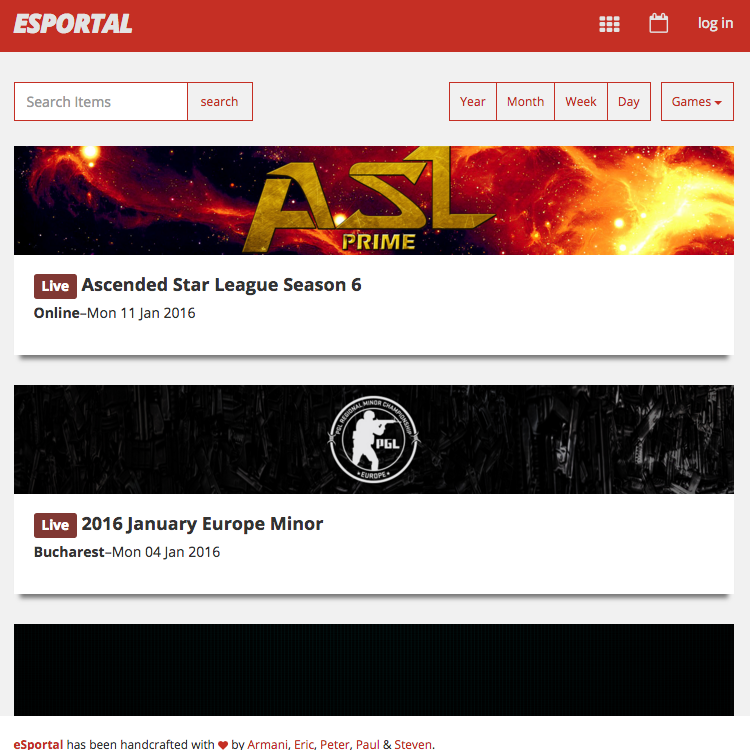 ESPORTAL
log in
Search Items
search
Year
Month
Week
Day
Games
ASL
PRIME
Live Ascended Star League Season 6
Online–Mon 11 Jan 2016
PGL REGIONAL MINOR CHAMPIONSHIP
PGL
EUROPE
Live 2016 January Europe Minor
Bucharest–Mon 04 Jan 2016
eSportal has been handcrafted with ♥ by Armani, Eric, Peter, Paul & Steven.